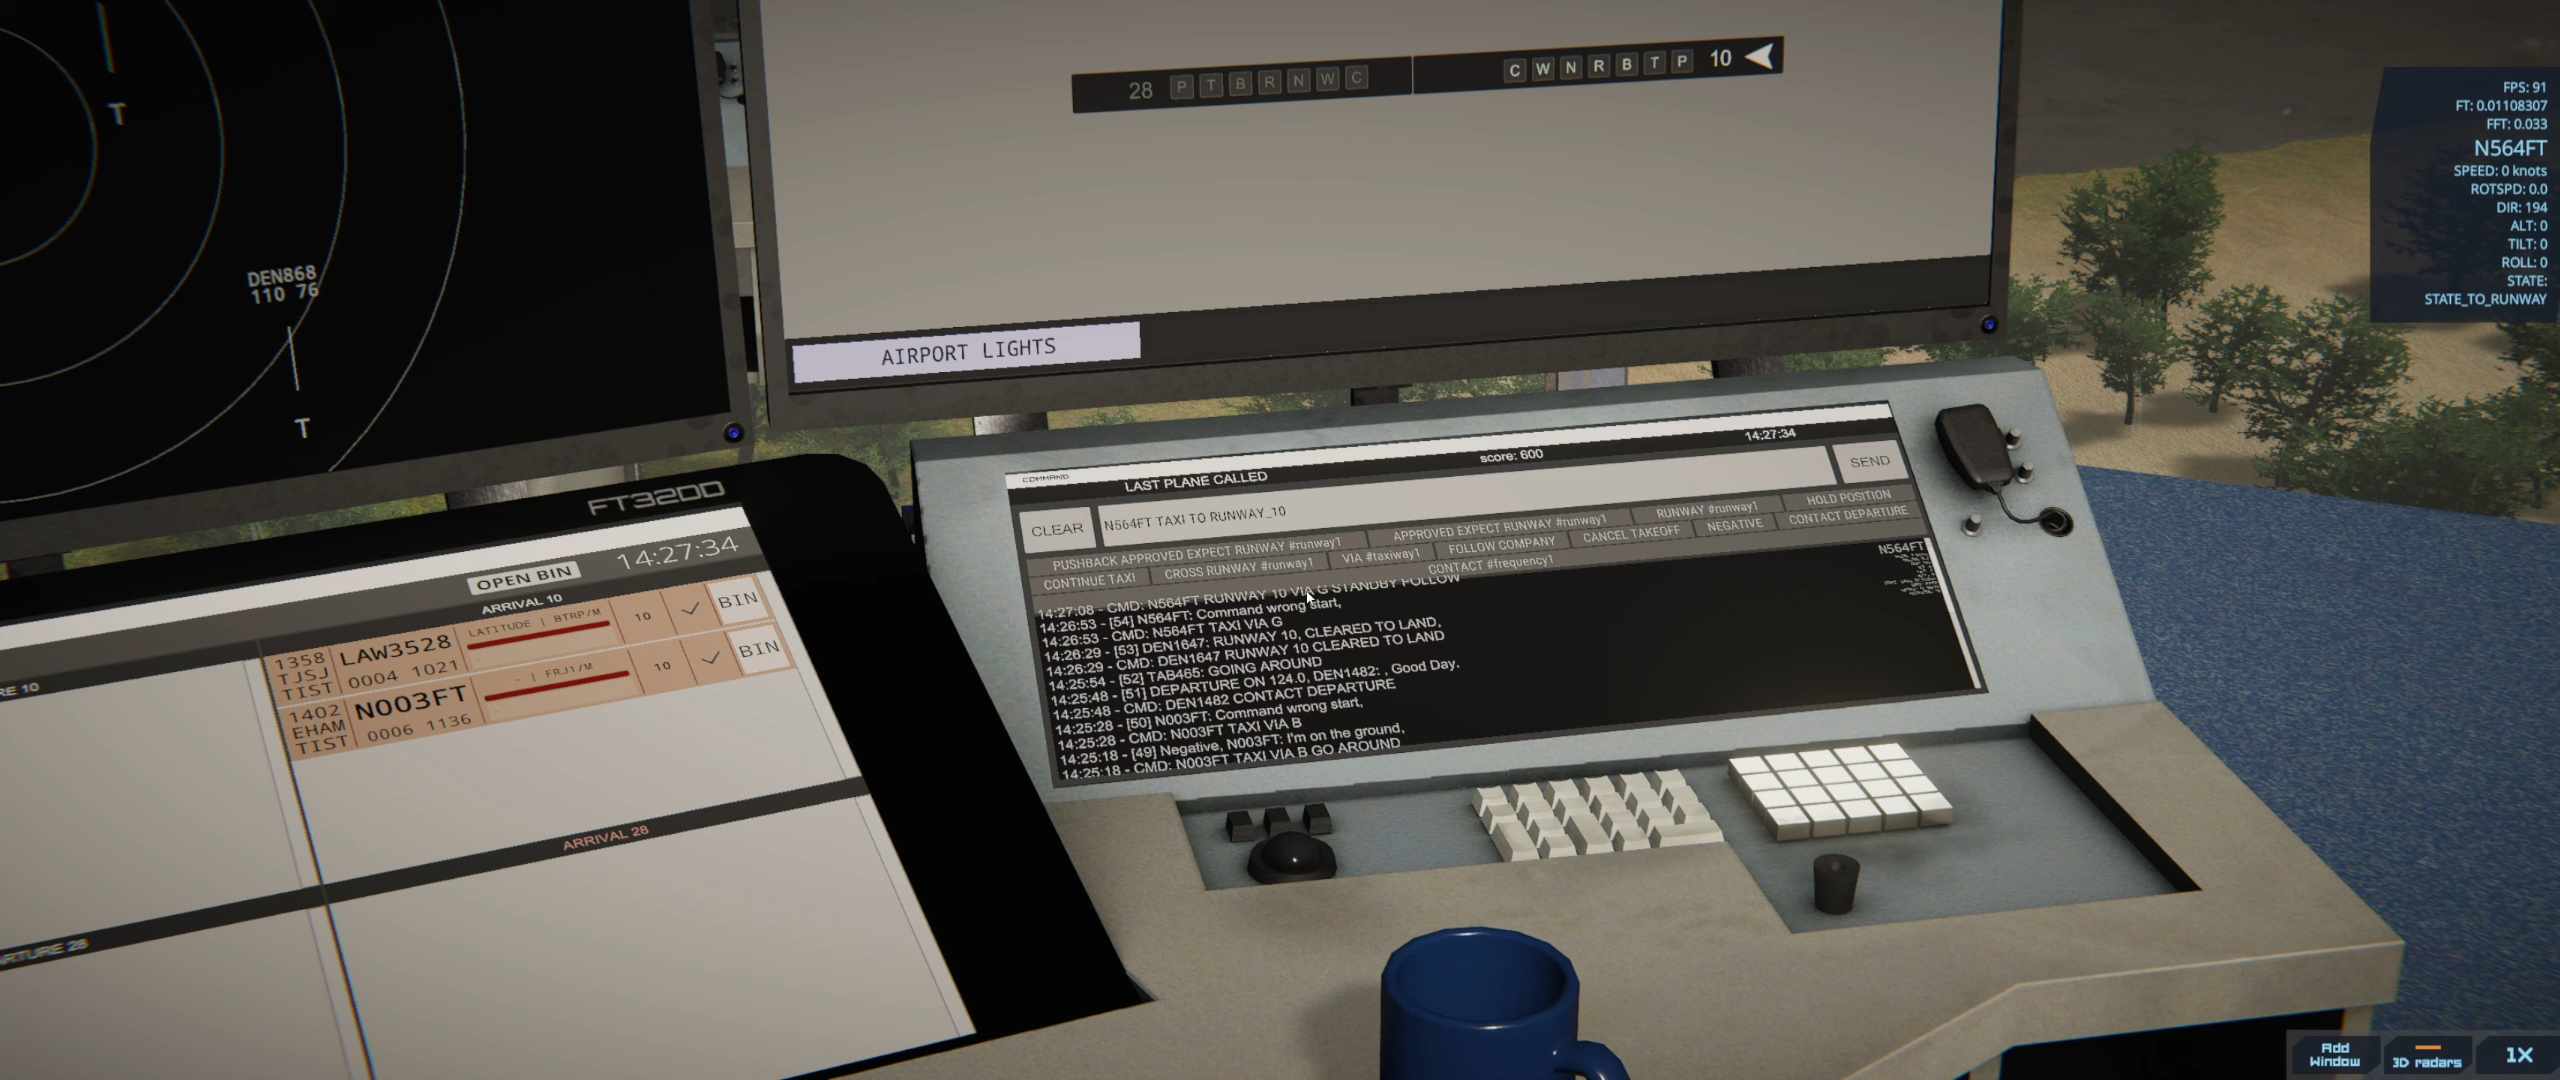 T
DEN868
110 76
T
28 P T B R N W C
C W N R B T P 10
AIRPORT LIGHTS
FPS: 91
FT: 0.01108307
FFT: 0.033
N564FT
SPEED: 0 knots
ROTSPD: 0.0
DIR: 194
ALT: 0
TILT: 0
ROLL: 0
STATE:
STATE_TO_RUNWAY
FT32DD
14:27:34
OPEN BIN
ARRIVAL 10
1358
TJSJ
TIST
LAW3528
0004 1021
LATITUDE | BTRP/M
10
BIN
1402
EHAM
TIST
N003FT
0006 1136
- | FRJ1/M
10
BIN
RE 10
ARRIVAL 28
ARTURE 28
COMMAND
LAST PLANE CALLED
score: 600
14:27:34
CLEAR
N564FT TAXI TO RUNWAY_10
SEND
PUSHBACK APPROVED EXPECT RUNWAY #runway1
APPROVED EXPECT RUNWAY #runway1
RUNWAY #runway1
HOLD POSITION
CONTINUE TAXI
CROSS RUNWAY #runway1
VIA #taxiway1
FOLLOW COMPANY
CANCEL TAKEOFF
NEGATIVE
CONTACT DEPARTURE
CONTACT #frequency1
N564FT
14:27:08 - CMD: N564FT RUNWAY 10 VIA G STANDBY FOLLOW
14:26:53 - [54] N564FT: Command wrong start,
14:26:53 - CMD: N564FT TAXI VIA G
14:26:29 - [53] DEN1647: RUNWAY 10, CLEARED TO LAND,
14:26:29 - CMD: DEN1647 RUNWAY 10 CLEARED TO LAND
14:25:54 - [52] TAB465: GOING AROUND
14:25:48 - [51] DEPARTURE ON 124.0, DEN1482: , Good Day.
14:25:48 - CMD: DEN1482 CONTACT DEPARTURE
14:25:28 - [50] N003FT: Command wrong start,
14:25:28 - CMD: N003FT TAXI VIA B
14:25:18 - [49] Negative, N003FT: I'm on the ground,
14:25:18 - CMD: N003FT TAXI VIA B GO AROUND
Add
Window
3D radars
1X